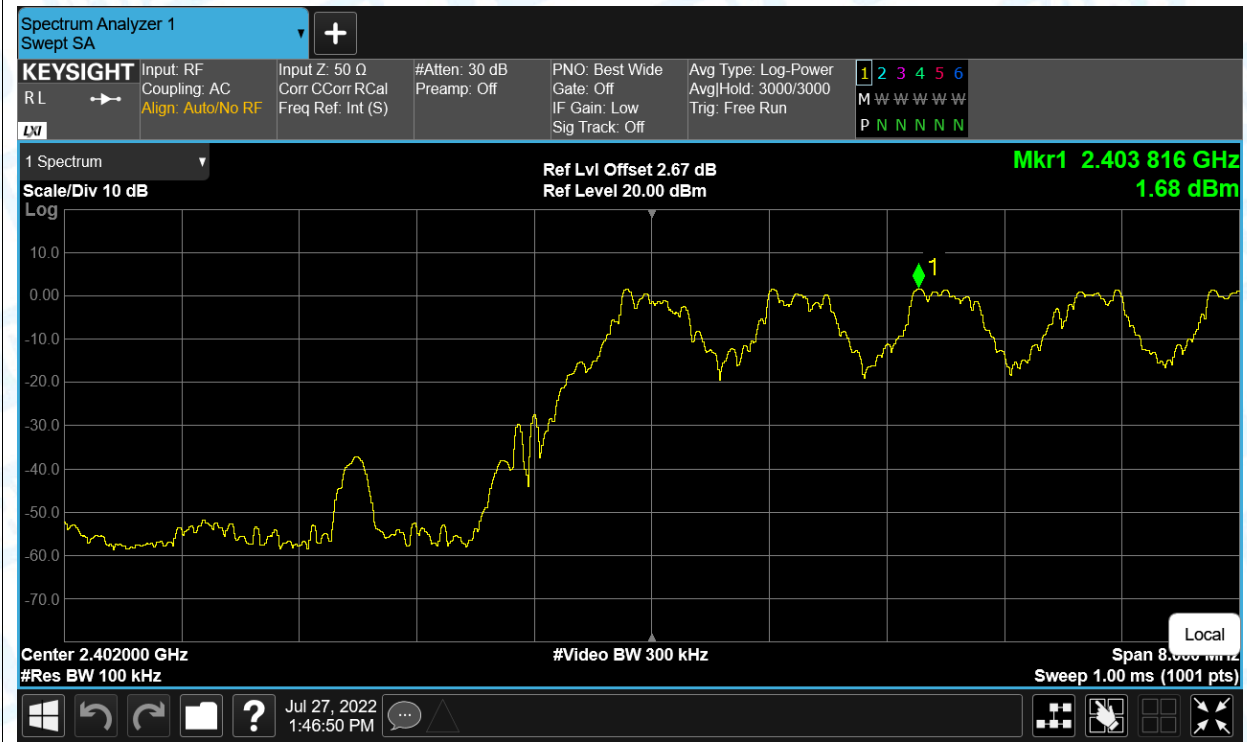 Spectrum Analyzer 1
Swept SA
KEYSIGHT
R L
LXI
Input: RF
Coupling: AC
Align: Auto/No RF
Input Z: 50 Ω
Corr CCorr RCal
Freq Ref: Int (S)
#Atten: 30 dB
Preamp: Off
PNO: Best Wide
Gate: Off
IF Gain: Low
Sig Track: Off
Avg Type: Log-Power
Avg|Hold: 3000/3000
Trig: Free Run
1 2 3 4 5 6
M W W W W W
P N N N N N
1 Spectrum
Scale/Div 10 dB
Log
Ref Lvl Offset 2.67 dB
Ref Level 20.00 dBm
Mkr1 2.403 816 GHz
1.68 dBm
1
10.0
0.00
-10.0
-20.0
-30.0
-40.0
-50.0
-60.0
-70.0
Local
Center 2.402000 GHz
#Res BW 100 kHz
#Video BW 300 kHz
Span
Sweep 1.00 ms (1001 pts)
?
Jul 27, 2022
1:46:50 PM